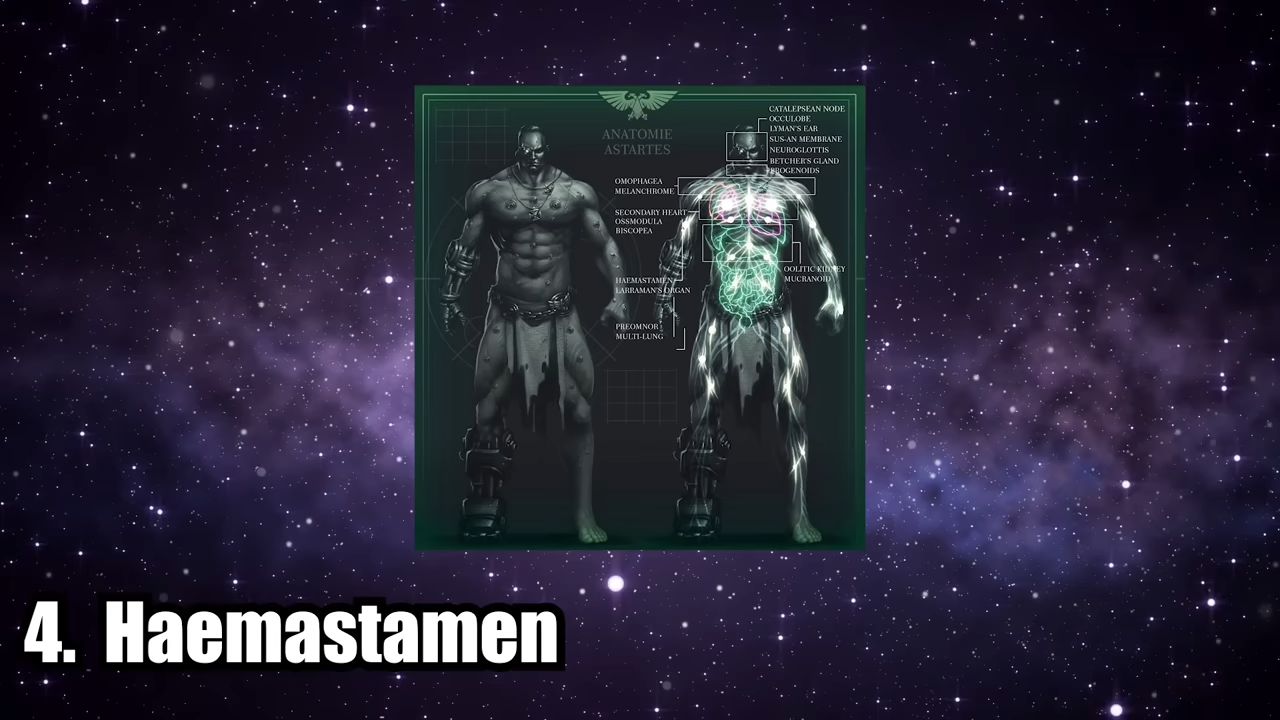 ANATOMIE
ASTARTES
CATALEPSEAN NODE
OCCULOBE
LYMAN'S EAR
SUS-AN MEMBRANE
NEUROGLOTTIS
BETCHER'S GLAND
PROGENOIDS
OMOPHAGEA
MELANCHROME
SECONDARY HEART
OSSMODULA
BISCOPEA
OOLITIC KIDNEY
MUCRANOID
HAEMASTAMEN
LARRAMAN'S ORGAN
PREOMNOR
MULTI-LUNG
4. Haemastamen